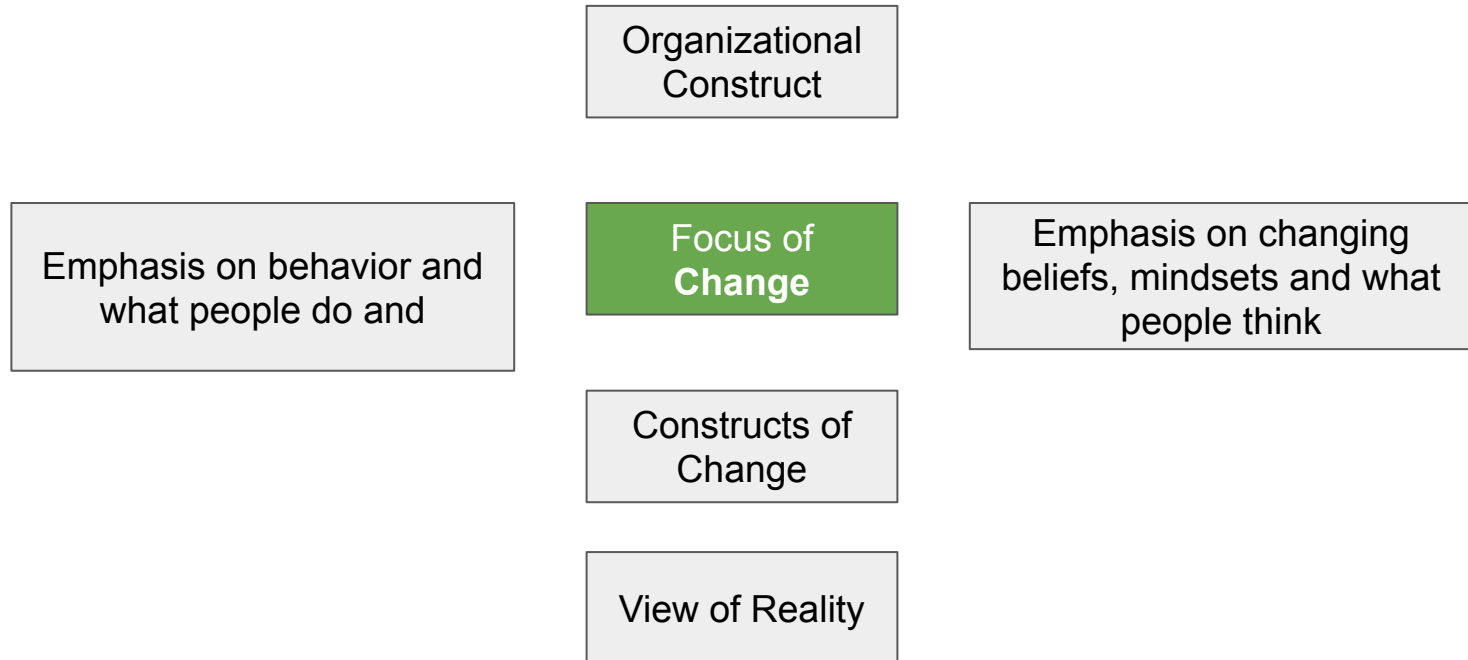 Organizational
Construct
Emphasis on behavior and
what people do and
Focus of
Change
Emphasis on changing
beliefs, mindsets and what
people think
Constructs of
Change
View of Reality